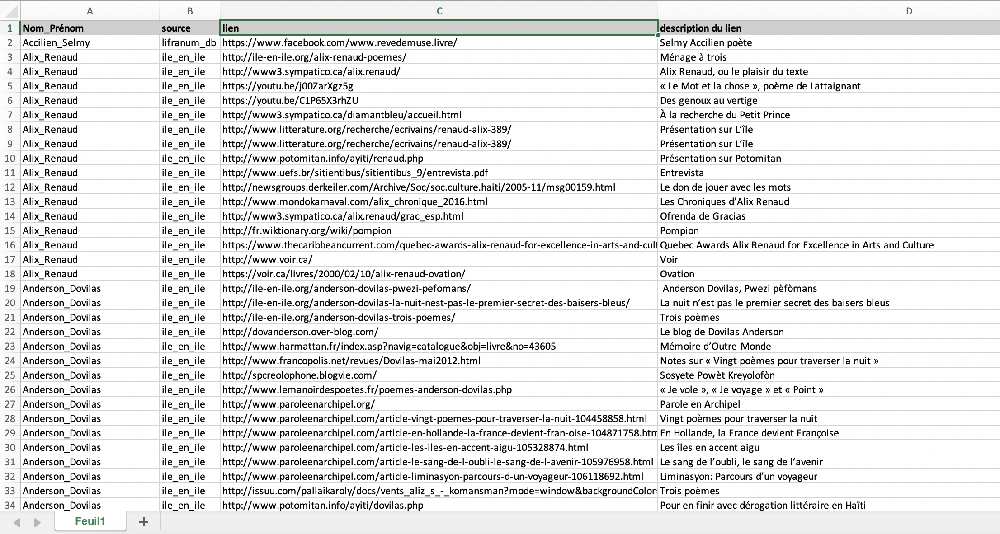 A B C D
1 Nom_Prénom source lien description du lien
2 Accilien_Selmy lifranum_db https://www.facebook.com/www.revedemuse.livre/ Selmy Accilien poète
3 Alix_Renaud ile_en_ile http://ile-en-ile.org/alix-renaud-poemes/ Ménage à trois
4 Alix_Renaud ile_en_ile http://www3.sympatico.ca/alix.renaud/ Alix Renaud, ou le plaisir du texte
5 Alix_Renaud ile_en_ile https://youtu.be/j00ZarXgz5g « Le Mot et la chose », poème de Lattaignant
6 Alix_Renaud ile_en_ile https://youtu.be/C1P65X3rhZU Des genoux au vertige
7 Alix_Renaud ile_en_ile http://www3.sympatico.ca/diamantbleu/accueil.html À la recherche du Petit Prince
8 Alix_Renaud ile_en_ile http://www.litterature.org/recherche/ecrivains/renaud-alix-389/ Présentation sur L’île
9 Alix_Renaud ile_en_ile http://www.litterature.org/recherche/ecrivains/renaud-alix-389/ Présentation sur L’île
10 Alix_Renaud ile_en_ile http://www.potomitan.info/ayiti/renaud.php Présentation sur Potomitan
11 Alix_Renaud ile_en_ile http://www.uefs.br/sitientibus/sitientibus_9/entrevista.pdf Entrevista
12 Alix_Renaud ile_en_ile http://newsgroups.derkeiler.com/Archive/Soc/soc.culture.haiti/2005-11/msg00159.html Le don de jouer avec les mots
13 Alix_Renaud ile_en_ile http://www.mondokarnaval.com/alix_chronique_2016.html Les Chroniques d’Alix Renaud
14 Alix_Renaud ile_en_ile http://www3.sympatico.ca/alix.renaud/grac_esp.html Ofrenda de Gracias
15 Alix_Renaud ile_en_ile http://fr.wiktionary.org/wiki/pompion Pompion
16 Alix_Renaud ile_en_ile https://www.thecaribbeancurrent.com/quebec-awards-alix-renaud-for-excellence-in-arts-and-cult Quebec Awards Alix Renaud for Excellence in Arts and Culture
17 Alix_Renaud ile_en_ile http://www.voir.ca/ Voir
18 Alix_Renaud ile_en_ile https://voir.ca/livres/2000/02/10/alix-renaud-ovation/ Ovation
19 Anderson_Dovilas ile_en_ile http://ile-en-ile.org/anderson-dovilas-pwezi-pefomans/ Anderson Dovilas, Pwezi pèfòmans
20 Anderson_Dovilas ile_en_ile http://ile-en-ile.org/anderson-dovilas-la-nuit-nest-pas-le-premier-secret-des-baisers-bleus/ La nuit n’est pas le premier secret des baisers bleus
21 Anderson_Dovilas ile_en_ile http://ile-en-ile.org/anderson-dovilas-trois-poemes/ Trois poèmes
22 Anderson_Dovilas ile_en_ile http://dovanderson.over-blog.com/ Le blog de Dovilas Anderson
23 Anderson_Dovilas ile_en_ile http://www.harmattan.fr/index.asp?navig=catalogue&obj=livre&no=43605 Mémoire d’Outre-Monde
24 Anderson_Dovilas ile_en_ile http://www.francopolis.net/revues/Dovilas-mai2012.html Notes sur « Vingt poèmes pour traverser la nuit »
25 Anderson_Dovilas ile_en_ile http://spcreolophone.blogvie.com/ Sosyete Powèt Kreyolofòn
26 Anderson_Dovilas ile_en_ile http://www.lemanoirdespoetes.fr/poemes-anderson-dovilas.php « Je vole », « Je voyage » et « Point »
27 Anderson_Dovilas ile_en_ile http://www.paroleenarchipel.org/ Parole en Archipel
28 Anderson_Dovilas ile_en_ile http://www.paroleenarchipel.com/article-vingt-poemes-pour-traverser-la-nuit-104458858.html Vingt poèmes pour traverser la nuit
29 Anderson_Dovilas ile_en_ile http://www.paroleenarchipel.com/article-en-hollande-la-france-devient-fran-oise-104871758.htm En Hollande, la France devient Françoise
30 Anderson_Dovilas ile_en_ile http://www.paroleenarchipel.com/article-les-iles-en-accent-aigu-105328874.html Les îles en accent aigu
31 Anderson_Dovilas ile_en_ile http://www.paroleenarchipel.com/article-le-sang-de-l-oubli-le-sang-de-l-avenir-105976958.html Le sang de l’oubli, le sang de l’avenir
32 Anderson_Dovilas ile_en_ile http://www.paroleenarchipel.com/article-liminasyon-parcours-d-un-voyageur-106118692.html Liminasyon: Parcours d’un voyageur
33 Anderson_Dovilas ile_en_ile http://issuu.com/pallaikaroly/docs/vents_aliz_s_-_komansman?mode=window&backgroundColor= Trois poèmes
34 Anderson_Dovilas ile_en_ile http://www.potomitan.info/ayiti/dovilas.php Pour en finir avec dérogation littéraire en Haïti
Feuil1 +